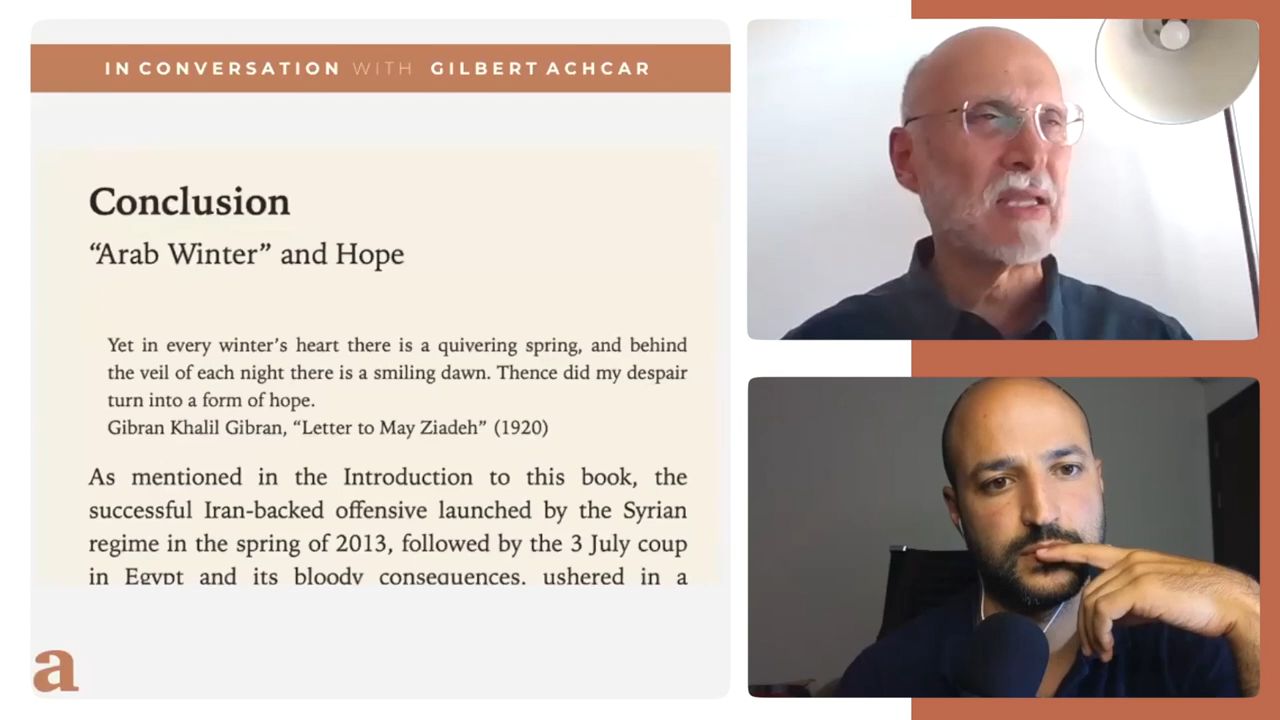 IN CONVERSATION WITH GILBERT ACHCAR
Conclusion
“Arab Winter” and Hope
Yet in every winter’s heart there is a quivering spring, and behind
the veil of each night there is a smiling dawn. Thence did my despair
turn into a form of hope.
Gibran Khalil Gibran, “Letter to May Ziadeh” (1920)
As mentioned in the Introduction to this book, the
successful Iran-backed offensive launched by the Syrian
regime in the spring of 2013, followed by the 3 July coup
in Egypt and its bloody consequences, ushered in a
a